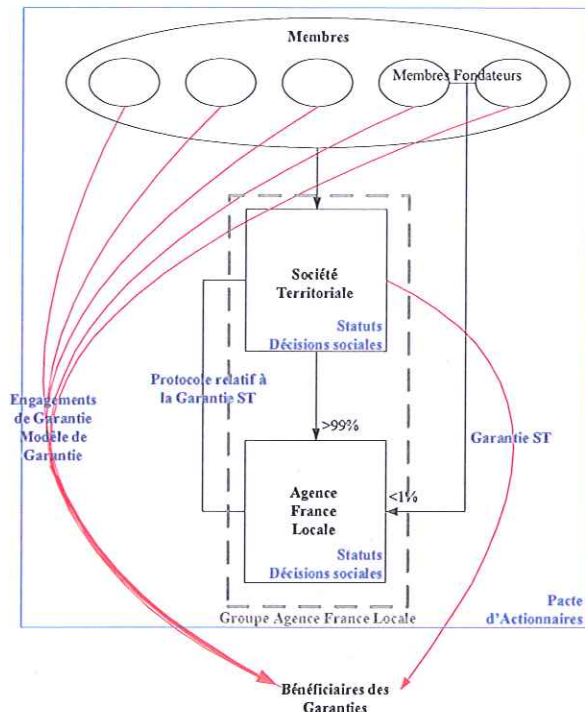 Membres
Membres Fondateurs
Société
Territoriale
Statuts
Décisions sociales
Protocole relatif à
la Garantie ST
Engagements
de Garantie
Modèle de
Garantie
>99%
Garantie ST
<1%
Agence
France
Locale
Statuts
Décisions sociales
Groupe Agence France Locale
Pacte
d'Actionnaires
Bénéficiaires des
Garanties